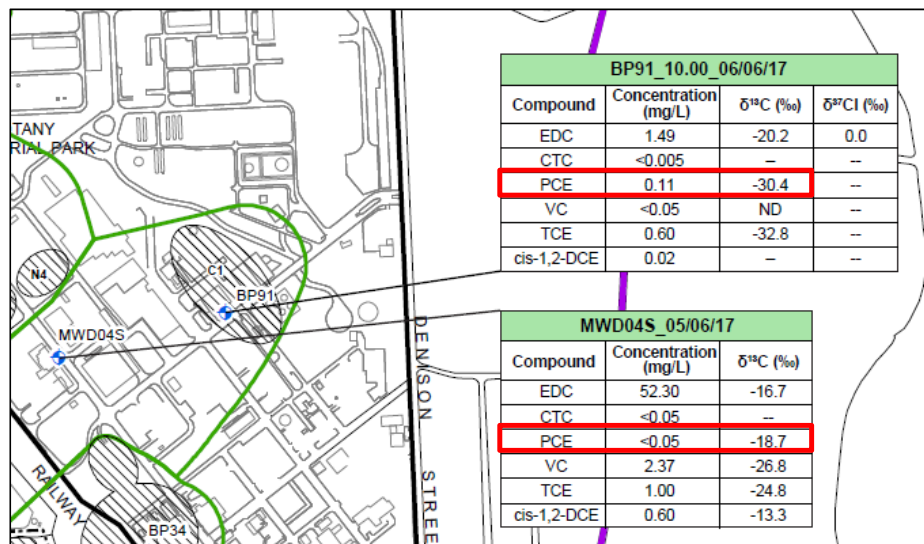 TANY
RIAL PARK
N4
C1
BP91
MWD04S
RAILWAY
BP34
DENISON STREE
BP91_10.00_06/06/17
Compound Concentration (mg/L) δ¹³C (‰) δ³⁷Cl (‰)
EDC 1.49 -20.2 0.0
CTC <0.005 – --
PCE 0.11 -30.4 --
VC <0.05 ND --
TCE 0.60 -32.8 --
cis-1,2-DCE 0.02 – --
MWD04S_05/06/17
Compound Concentration (mg/L) δ¹³C (‰)
EDC 52.30 -16.7
CTC <0.05 --
PCE <0.05 -18.7
VC 2.37 -26.8
TCE 1.00 -24.8
cis-1,2-DCE 0.60 -13.3